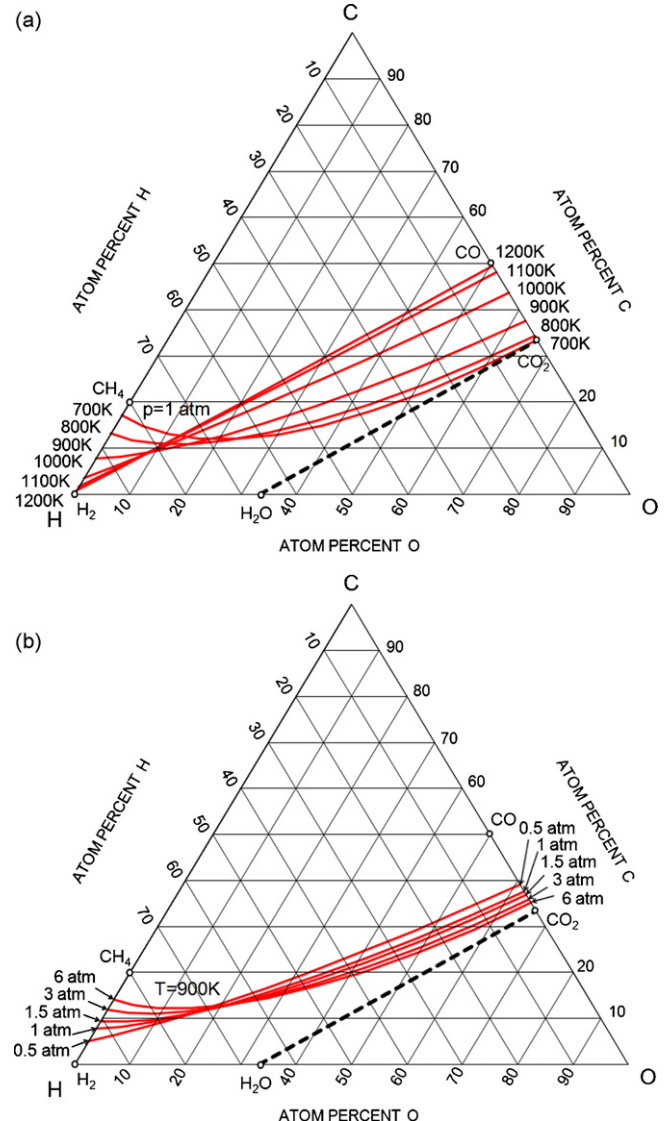 (a)
C
10
90
20
80
30
70
ATOM PERCENT H
ATOM PERCENT C
40
60
50
CO
1200K
1100K
1000K
900K
800K
700K
60
70
CH4
CO2
p=1 atm
20
700K
800K
900K
1000K
1100K
1200K
10
H2
H
10
20
H2O
40
50
60
70
80
90
O
ATOM PERCENT O
(b)
C
10
90
20
80
30
70
ATOM PERCENT H
ATOM PERCENT C
40
60
50
CO
0.5 atm
1 atm
1.5 atm
3 atm
6 atm
60
70
CO2
CH4
T=900K
20
6 atm
3 atm
1.5 atm
1 atm
0.5 atm
10
H2
H
10
20
H2O
40
50
60
70
80
90
O
ATOM PERCENT O